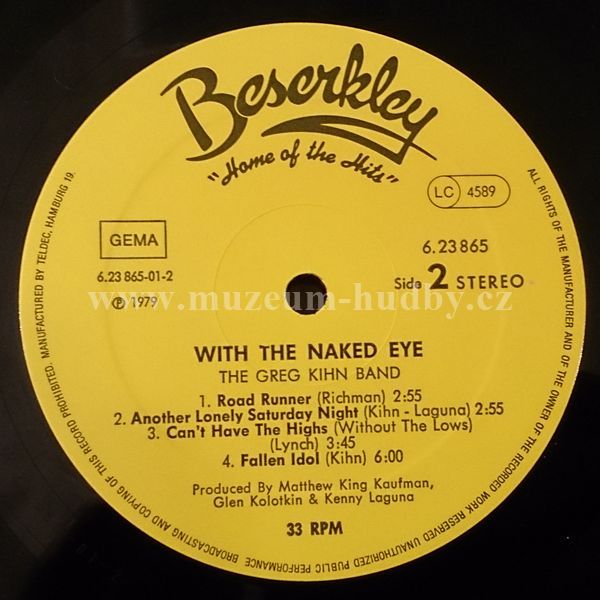 Beserkley
"Home of the Hits"
LC 4589
GEMA
6.23 865-01-2
℗ 1979
6.23 865
Side 2 STEREO
www.muzeum-hudby.cz
WITH THE NAKED EYE
THE GREG KIHN BAND
1. Road Runner (Richman) 2:55
2. Another Lonely Saturday Night (Kihn - Laguna) 2:55
3. Can't Have The Highs (Without The Lows)
(Lynch) 3:45
4. Fallen Idol (Kihn) 6:00
Produced By Matthew King Kaufman,
Glen Kolotkin & Kenny Laguna
33 RPM
ALL RIGHTS OF THE MANUFACTURER AND OF THE OWNER OF THE RECORDED WORK RESERVED UNAUTHORIZED PUBLIC PERFORMANCE, BROADCASTING AND COPYING OF THIS RECORD PROHIBITED. MANUFACTURED BY TELDEC, HAMBURG 19.